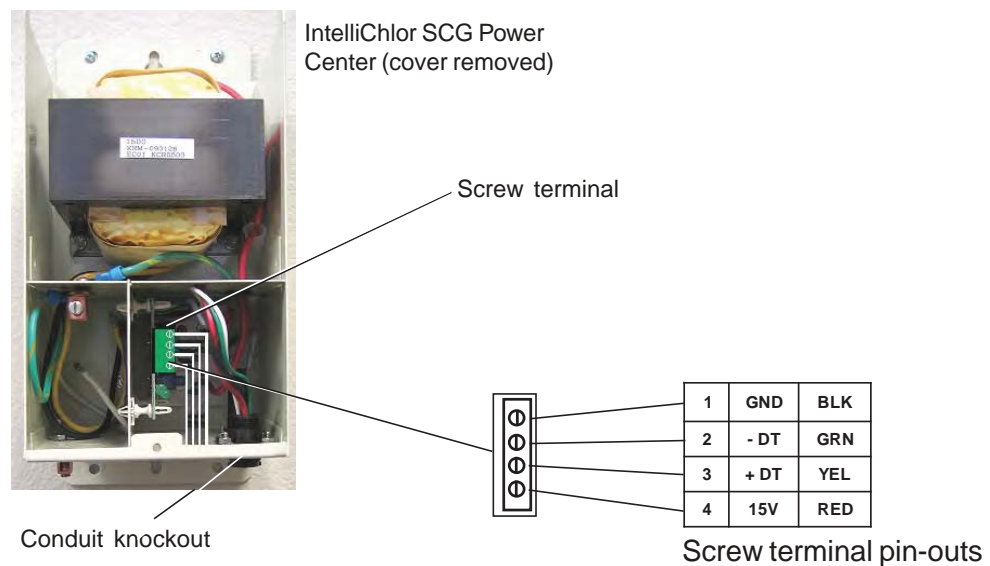 IntelliChlor SCG Power
Center (cover removed)
1500
Screw terminal
1 GND BLK
2 - DT GRN
3 + DT YEL
4 15V RED
Conduit knockout
Screw terminal pin-outs